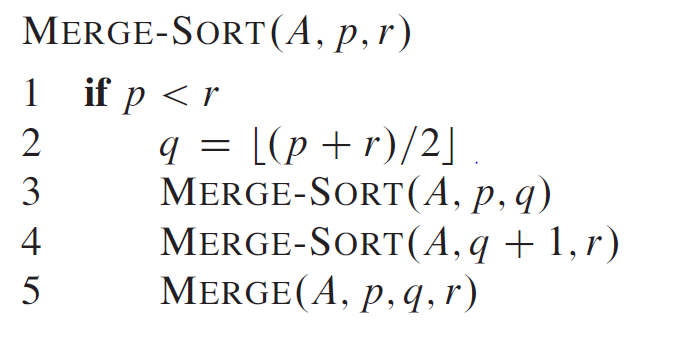 MERGE-SORT(A, p, r)
1 if p < r
2 q = ⌊(p + r)/2⌋
3 MERGE-SORT(A, p, q)
4 MERGE-SORT(A, q + 1, r)
5 MERGE(A, p, q, r)